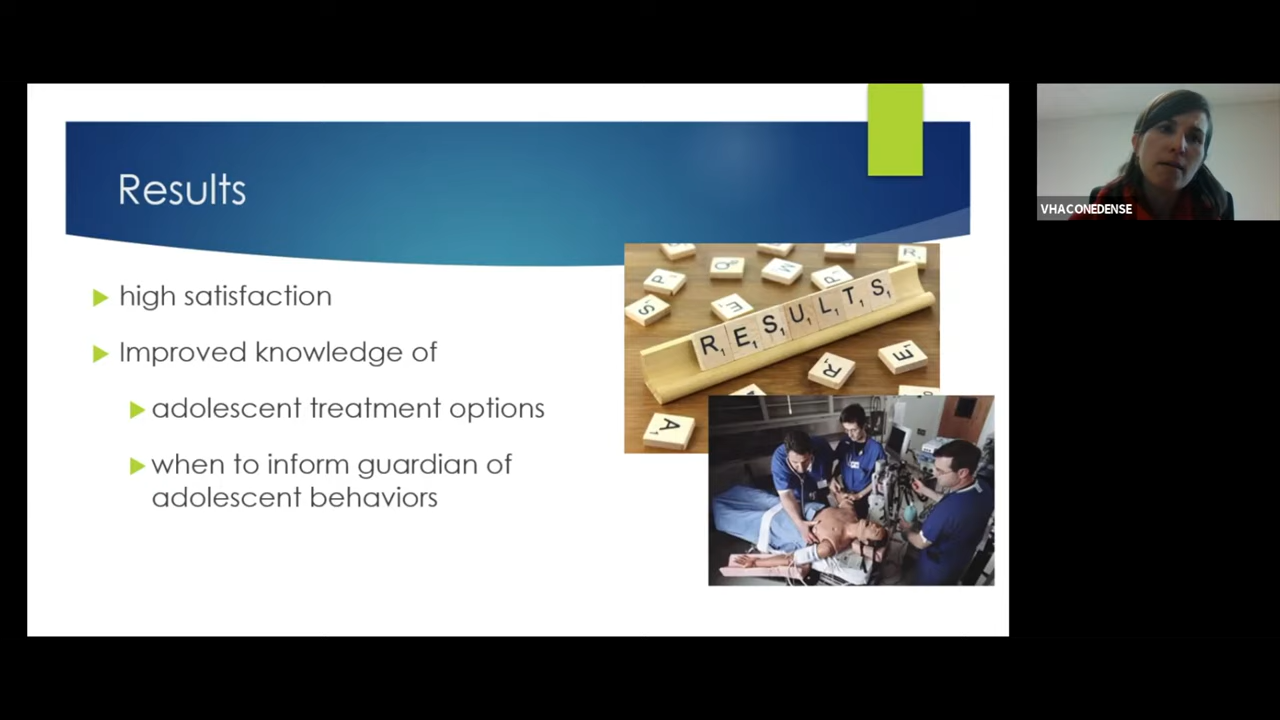 Results
high satisfaction
Improved knowledge of
adolescent treatment options
when to inform guardian of
adolescent behaviors
RESULTS
VHACONEDENSE